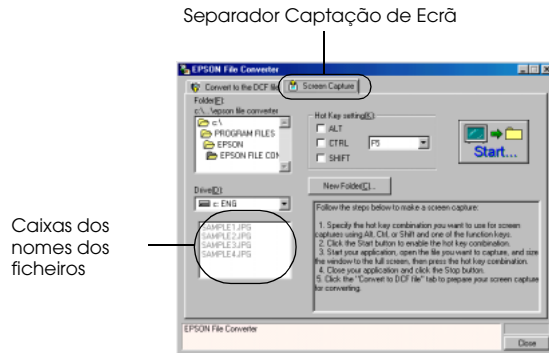 Separador Captação de Ecrã
EPSON File Converter
Convert to the DCF file
Screen Capture
Folder(F):
c:\...\epson file converter
c:\
PROGRAM FILES
EPSON
EPSON FILE CON
Hot Key setting(K):
ALT
CTRL
F5
SHIFT
Start...
New Folder(C)...
Drive(D):
c: ENG
SAMPLE1.JPG
SAMPLE2.JPG
SAMPLE3.JPG
SAMPLE4.JPG
Follow the steps below to make a screen capture:
1. Specify the hot key combination you want to use for screen
captures using Alt, Ctrl, or Shift and one of the function keys.
2. Click the Start button to enable the hot key combination.
3. Start your application, open the file you want to capture, and size
the window to the full screen, then press the hot key combination.
4. Close your application and click the Stop button.
5. Click the "Convert to DCF file" tab to prepare your screen capture
for converting.
Caixas dos
nomes dos
ficheiros
EPSON File Converter
Close